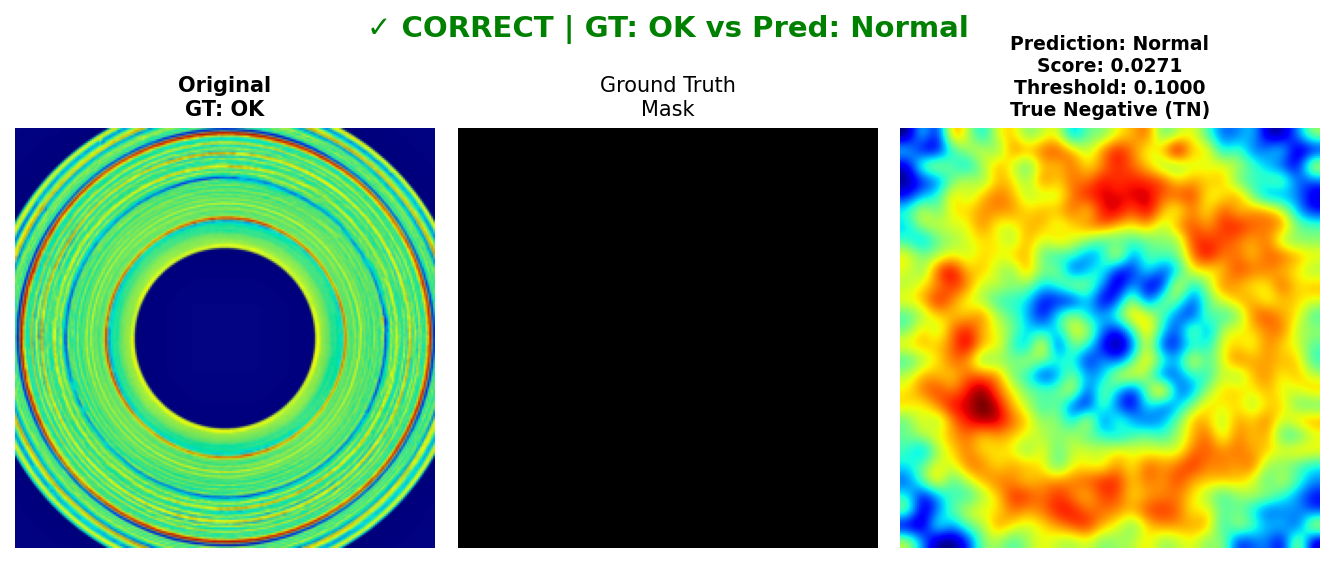 ✓ CORRECT | GT: OK vs Pred: Normal
Original
GT: OK
Ground Truth
Mask
Prediction: Normal
Score: 0.0271
Threshold: 0.1000
True Negative (TN)